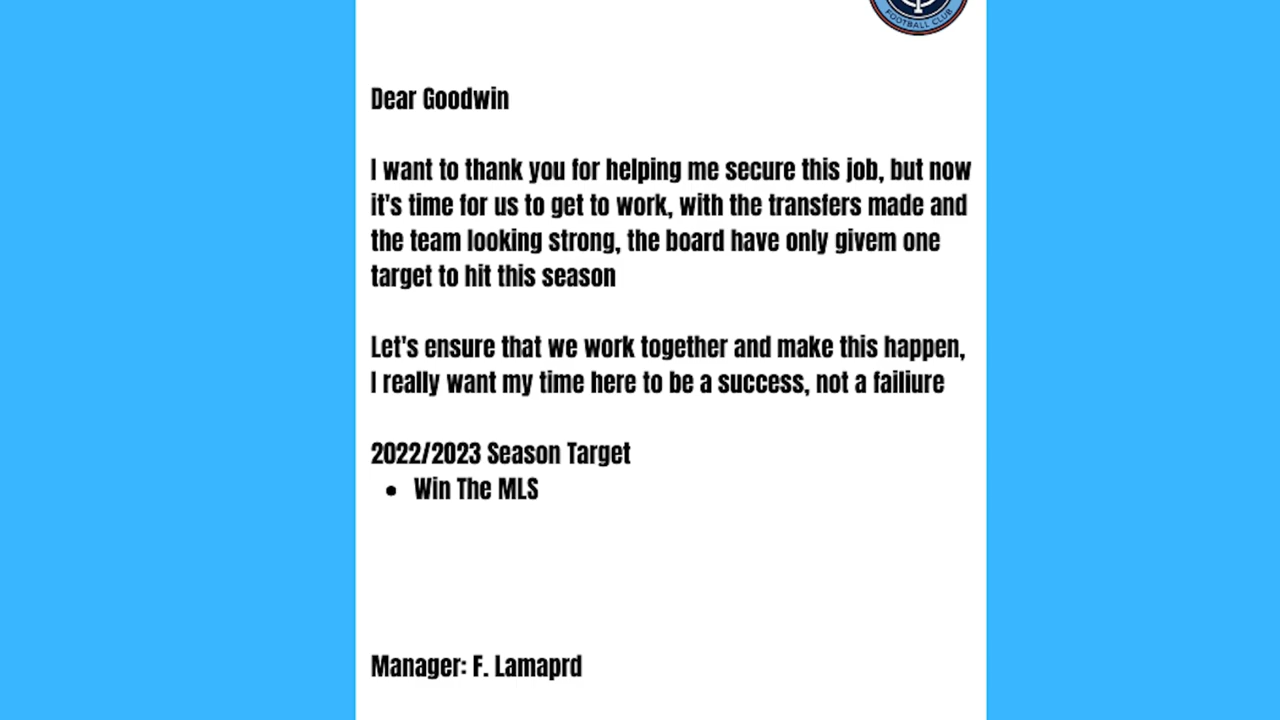 FOOTBALL CLUB
Dear Goodwin
I want to thank you for helping me secure this job, but now
it's time for us to get to work, with the transfers made and
the team looking strong, the board have only givem one
target to hit this season
Let's ensure that we work together and make this happen,
I really want my time here to be a success, not a failiure
2022/2023 Season Target
• Win The MLS
Manager: F. Lamaprd